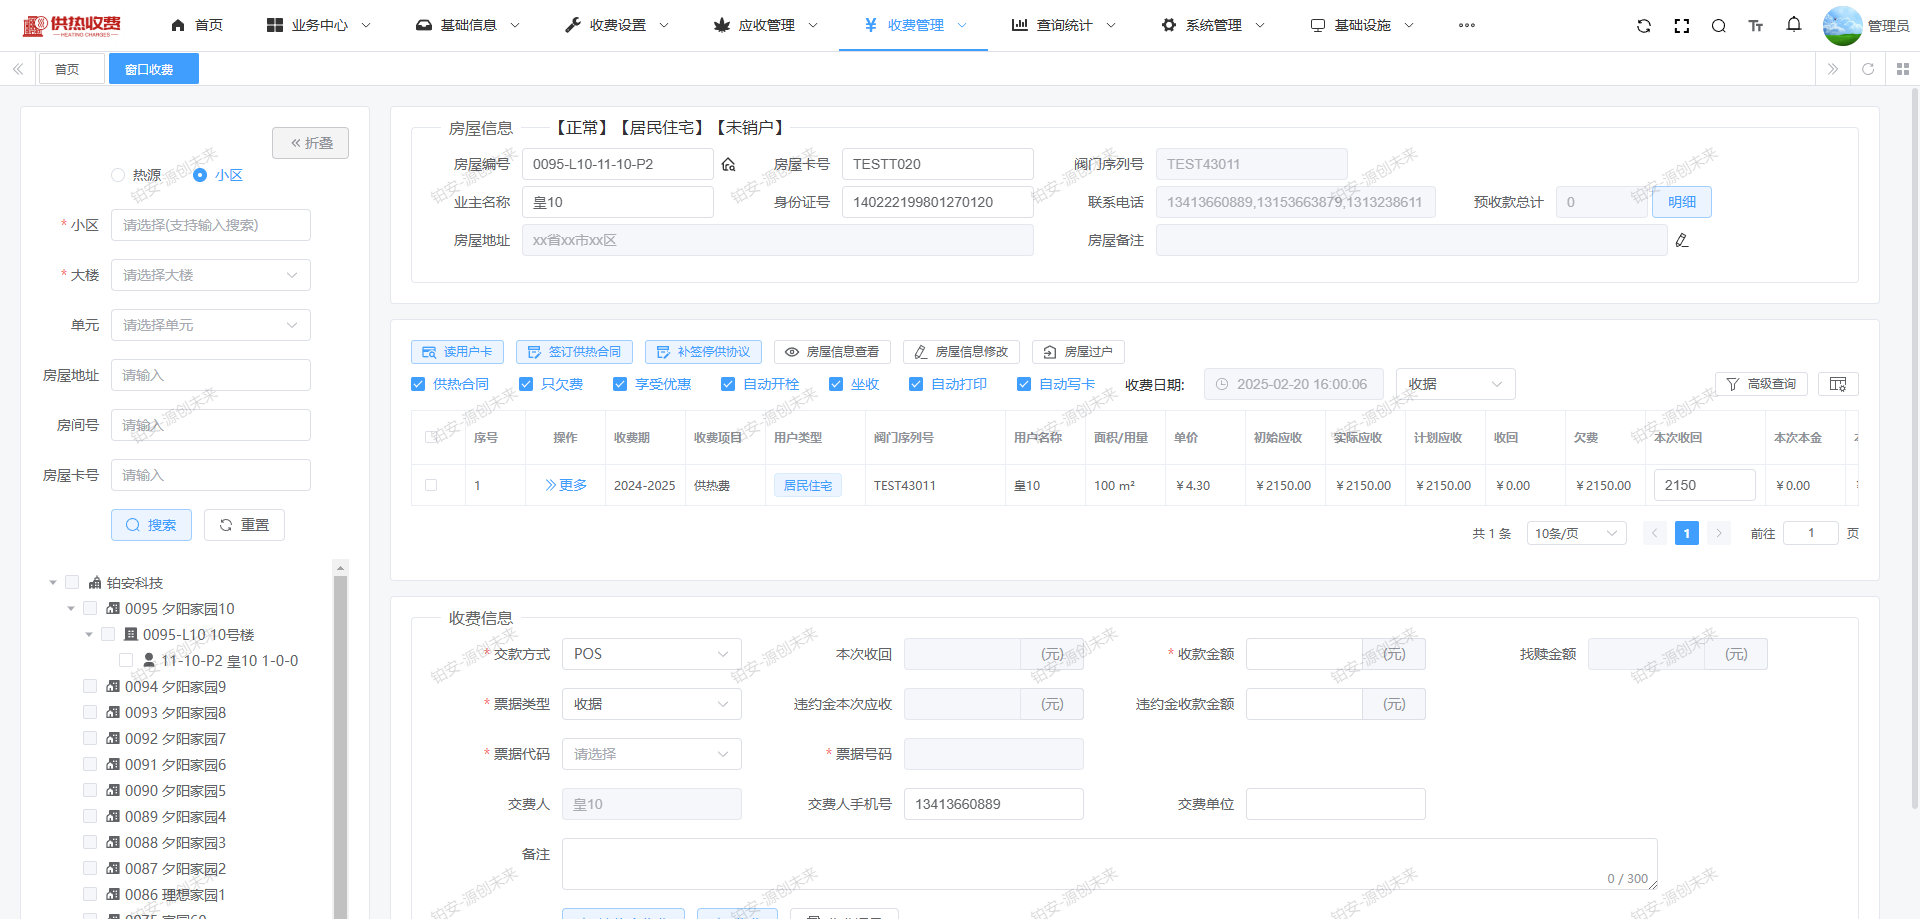 供热收费 首页 业务中心 基础信息 收费设置 应收管理 ¥ 收费管理 查询统计 系统管理 基础设施 管理员
HEATING CHARGES
首页 窗口收费
折叠
热源 小区
* 小区 请选择(支持输入搜索)
* 大楼 请选择大楼
单元 请选择单元
房屋地址 请输入
房间号 请输入
房屋卡号 请输入
搜索 重置
铂安科技
0095 夕阳家园10
0095-L10 10号楼
11-10-P2 皇10 1-0-0
0094 夕阳家园9
0093 夕阳家园8
0092 夕阳家园7
0091 夕阳家园6
0090 夕阳家园5
0089 夕阳家园4
0088 夕阳家园3
0087 夕阳家园2
0086 理想家园1
房屋信息 【正常】【居民住宅】【未销户】
房屋编号 0095-L10-11-10-P2 房屋卡号 TESTT020 阀门序列号 TEST43011
业主名称 皇10 身份证号 140222199801270120 联系电话 13413660889,13153663879,1313238611 预收款总计 0 明细
房屋地址 xx省xx市xx区 房屋备注
读用户卡 签订供热合同 补签停供协议 房屋信息查看 房屋信息修改 房屋过户
供热合同 只欠费 享受优惠 自动开栓 坐收 自动打印 自动写卡 收费日期: 2025-02-20 16:00:06 收据 高级查询
序号 操作 收费期 收费项目 用户类型 阀门序列号 用户名称 面积/用量 单价 初始应收 实际应收 计划应收 收回 欠费 本次收回 本次本金
1 更多 2024-2025 供热费 居民住宅 TEST43011 皇10 100 m² ¥4.30 ¥2150.00 ¥2150.00 ¥2150.00 ¥0.00 ¥2150.00 2150 ¥0.00
共 1 条 10条/页 1 前往 1 页
收费信息
* 交款方式 POS 本次收回 (元) * 收款金额 (元) 找赎金额 (元)
* 票据类型 收据 违约金本次应收 (元) 违约金收款金额 (元)
* 票据代码 请选择 * 票据号码
交费人 皇10 交费人手机号 13413660889 交费单位
备注
0 / 300
铂安-源创未来